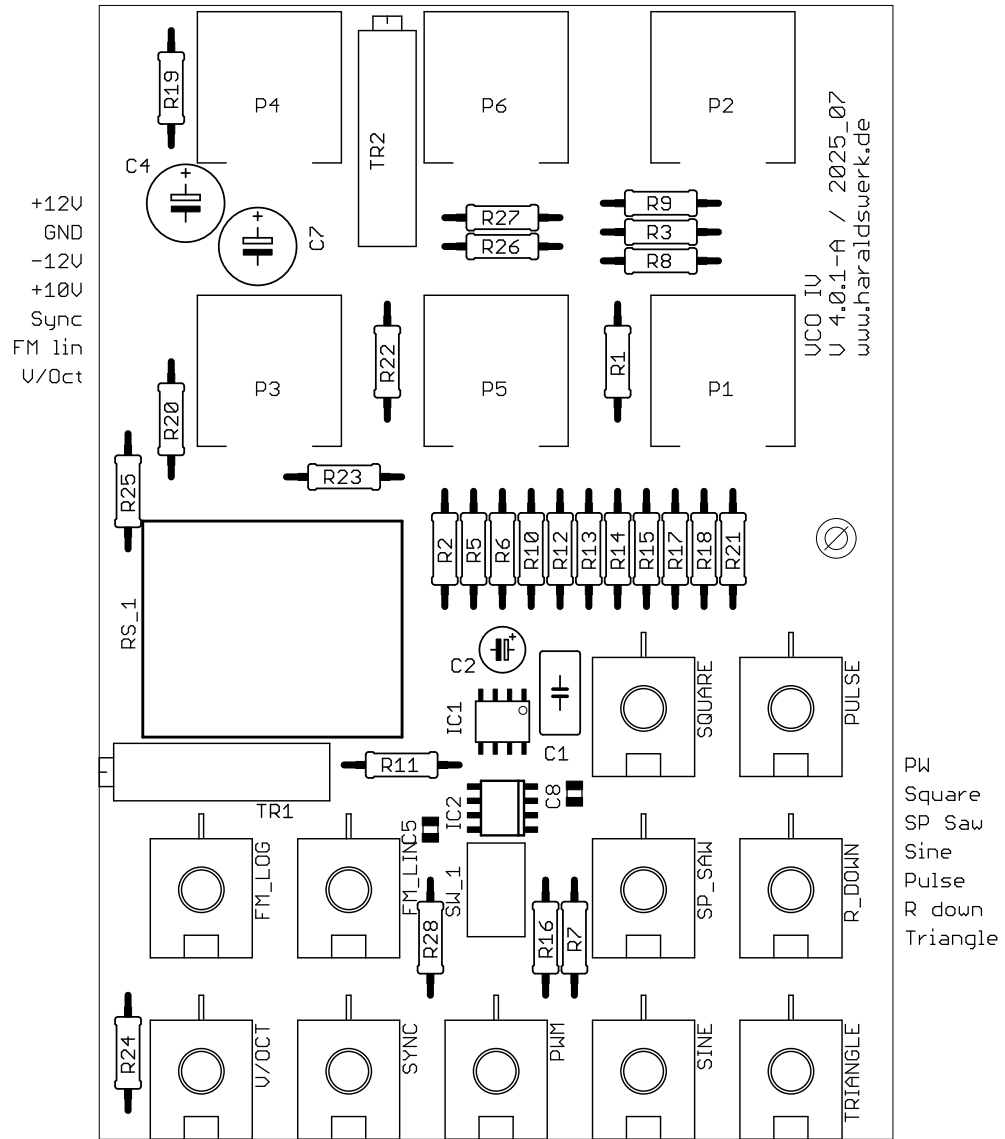 R19
P4
TR2
P6
P2
C4
+
C7
+
+12V
GND
-12V
+10V
Sync
FM lin
V/Oct
R27
R26
R9
R3
R8
VCO IV
V 4.0.1-A / 2025_07
www.haraldswerk.de
P3
R22
P5
R1
P1
R20
R25
R23
R2
R5
R6
R10
R12
R13
R14
R15
R17
R18
R21
RS_1
C2
+
IC1
C1
SQUARE
PULSE
R11
TR1
IC2
C8
C5
PW
Square
SP Saw
Sine
Pulse
R down
Triangle
FM_LOG
FM_LIN
SW_1
SP_SAW
R_DOWN
R28
R16
R7
R24
V/OCT
SYNC
PWM
SINE
TRIANGLE